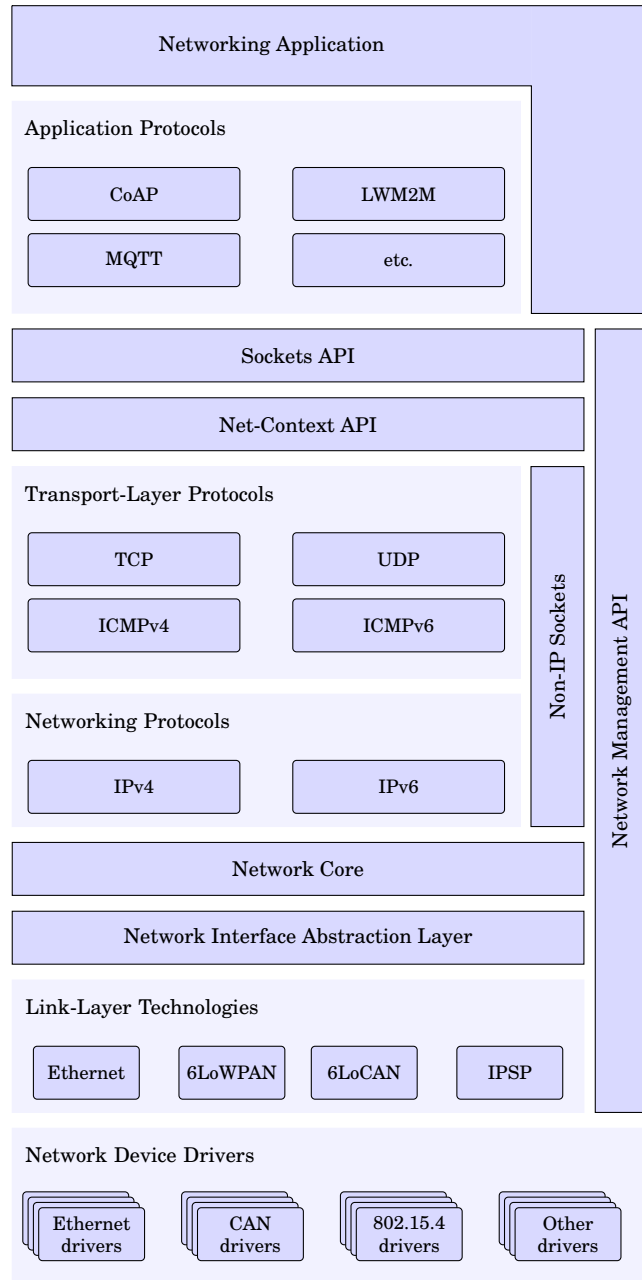 Networking Application
Application Protocols
CoAP
LWM2M
MQTT
etc.
Sockets API
Net-Context API
Transport-Layer Protocols
TCP
UDP
ICMPv4
ICMPv6
Non-IP Sockets
Network Management API
Networking Protocols
IPv4
IPv6
Network Core
Network Interface Abstraction Layer
Link-Layer Technologies
Ethernet
6LoWPAN
6LoCAN
IPSP
Network Device Drivers
Ethernet
drivers
CAN
drivers
802.15.4
drivers
Other
drivers